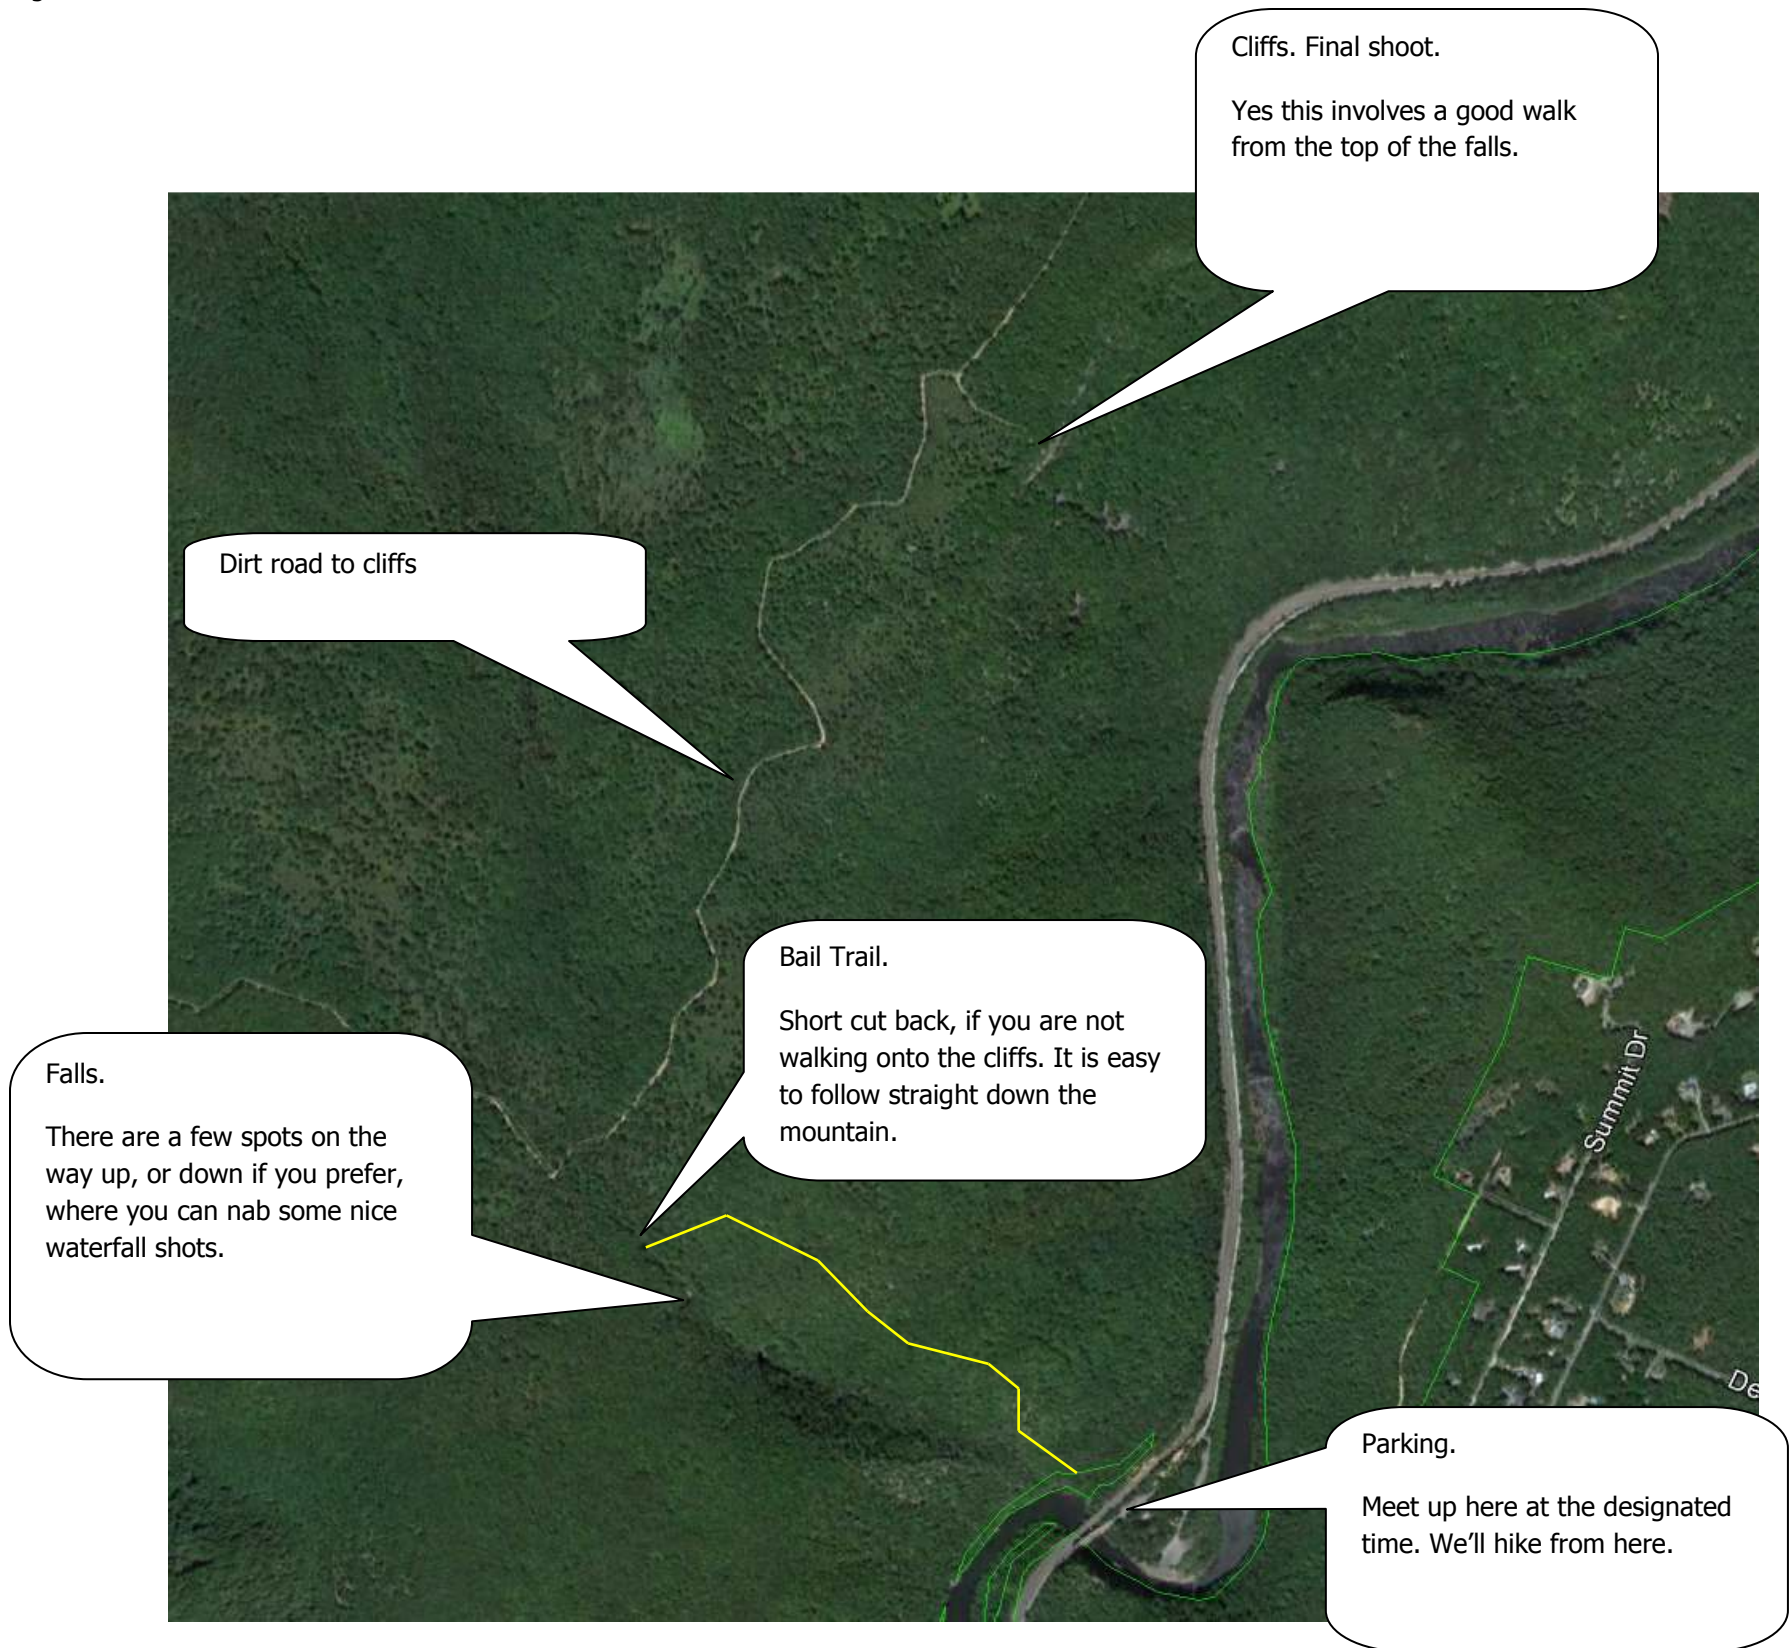 Cliffs. Final shoot.
Yes this involves a good walk
from the top of the falls.
Dirt road to cliffs
Bail Trail.
Short cut back, if you are not
walking onto the cliffs. It is easy
to follow straight down the
mountain.
Falls.
There are a few spots on the
way up, or down if you prefer,
where you can nab some nice
waterfall shots.
Summit Dr
De
Parking.
Meet up here at the designated
time. We’ll hike from here.